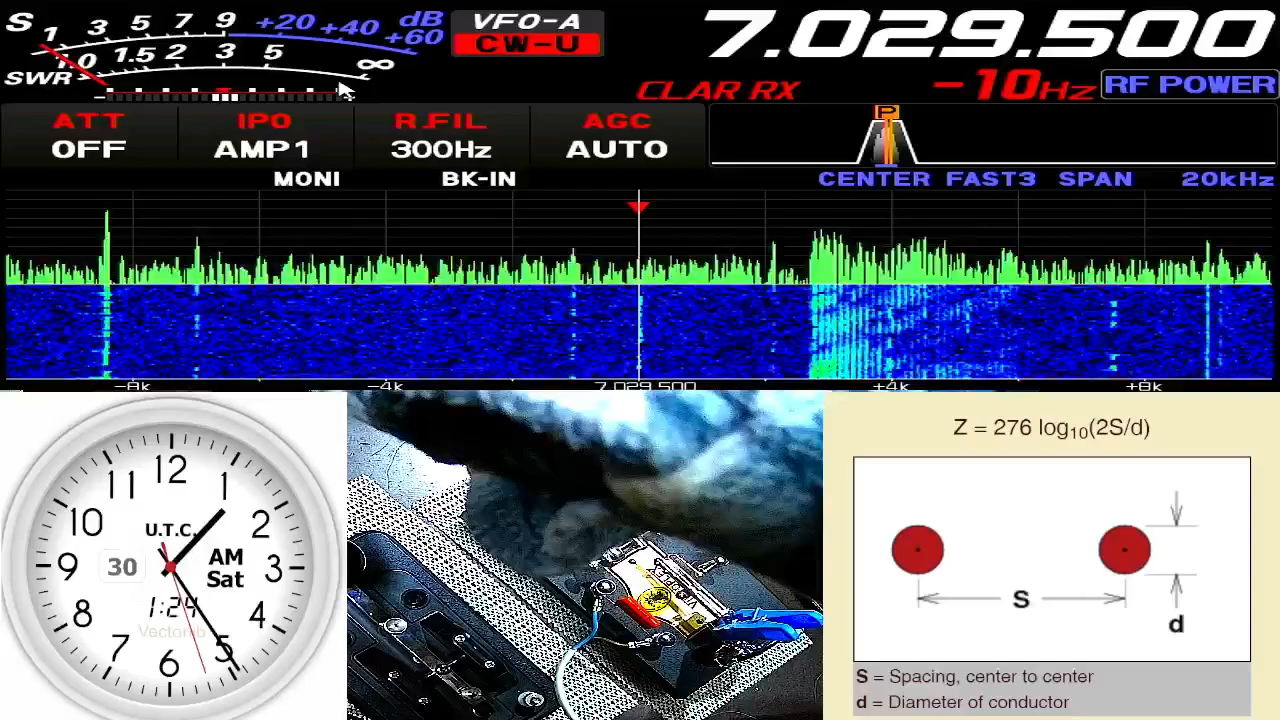 S 1 3 5 7 9 +20 +40 +60 dB
SWR 1.0 1.5 2 3 5 ∞
VFO-A
CW-U
7.029.500
CLAR RX -10Hz RF POWER
ATT IPO R.FIL AGC
OFF AMP1 300Hz AUTO
P
MONI BK-IN
CENTER FAST3 SPAN 20kHz
-8k -4k 7.029.500 +4k +8k
12
11 1
10 2
U.T.C.
AM
Sat
9 30 3
1:24
Vectorab
8 4
7 5
6
Z = 276 log10(2S/d)
S
d
S = Spacing, center to center
d = Diameter of conductor